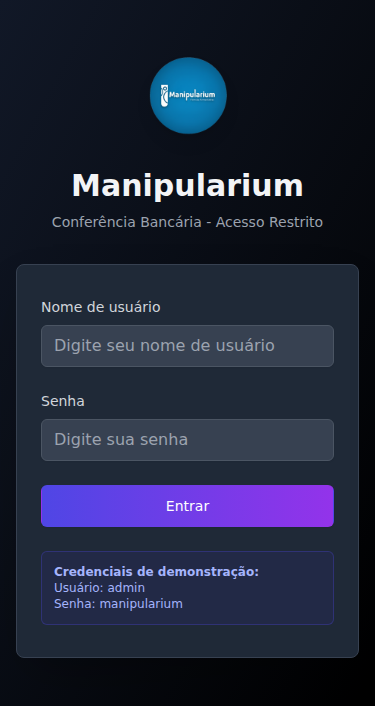 Manipularium
Manipularium
Conferência Bancária - Acesso Restrito
Nome de usuário
Digite seu nome de usuário
Senha
Digite sua senha
Entrar
Credenciais de demonstração:
Usuário: admin
Senha: manipularium